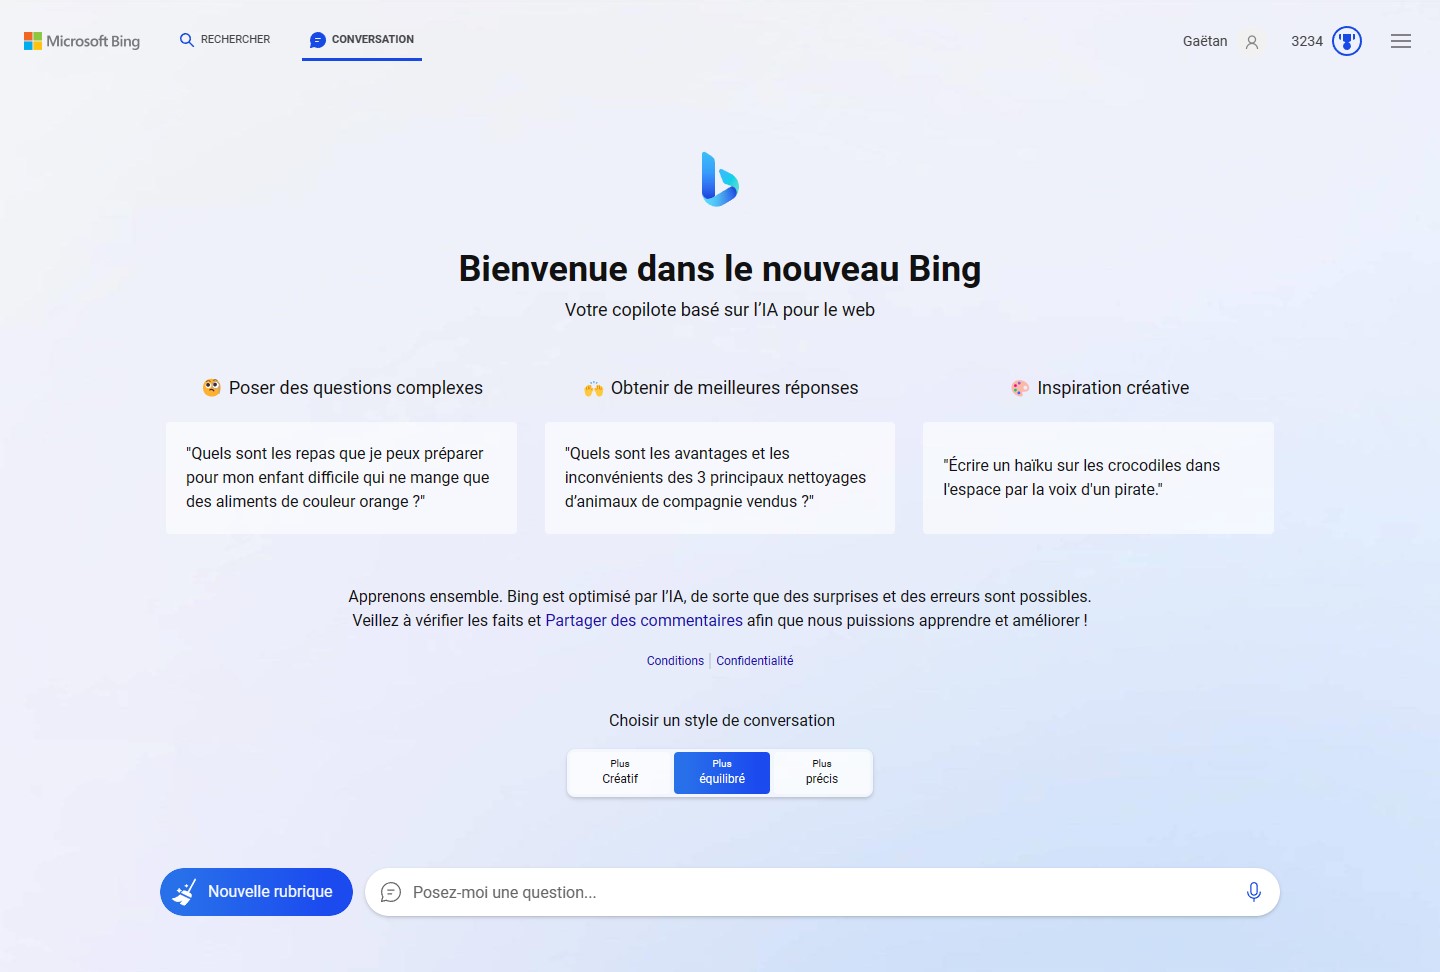 Microsoft Bing
RECHERCHER
CONVERSATION
Gaëtan
3234
Bienvenue dans le nouveau Bing
Votre copilote basé sur l’IA pour le web
Poser des questions complexes
"Quels sont les repas que je peux préparer
pour mon enfant difficile qui ne mange que
des aliments de couleur orange ?"
Obtenir de meilleures réponses
"Quels sont les avantages et les
inconvénients des 3 principaux nettoyages
d’animaux de compagnie vendus ?"
Inspiration créative
"Écrire un haïku sur les crocodiles dans
l'espace par la voix d'un pirate."
Apprenons ensemble. Bing est optimisé par l’IA, de sorte que des surprises et des erreurs sont possibles.
Veillez à vérifier les faits et Partager des commentaires afin que nous puissions apprendre et améliorer !
Conditions | Confidentialité
Choisir un style de conversation
Plus
Créatif
Plus
équilibré
Plus
précis
Nouvelle rubrique
Posez-moi une question...